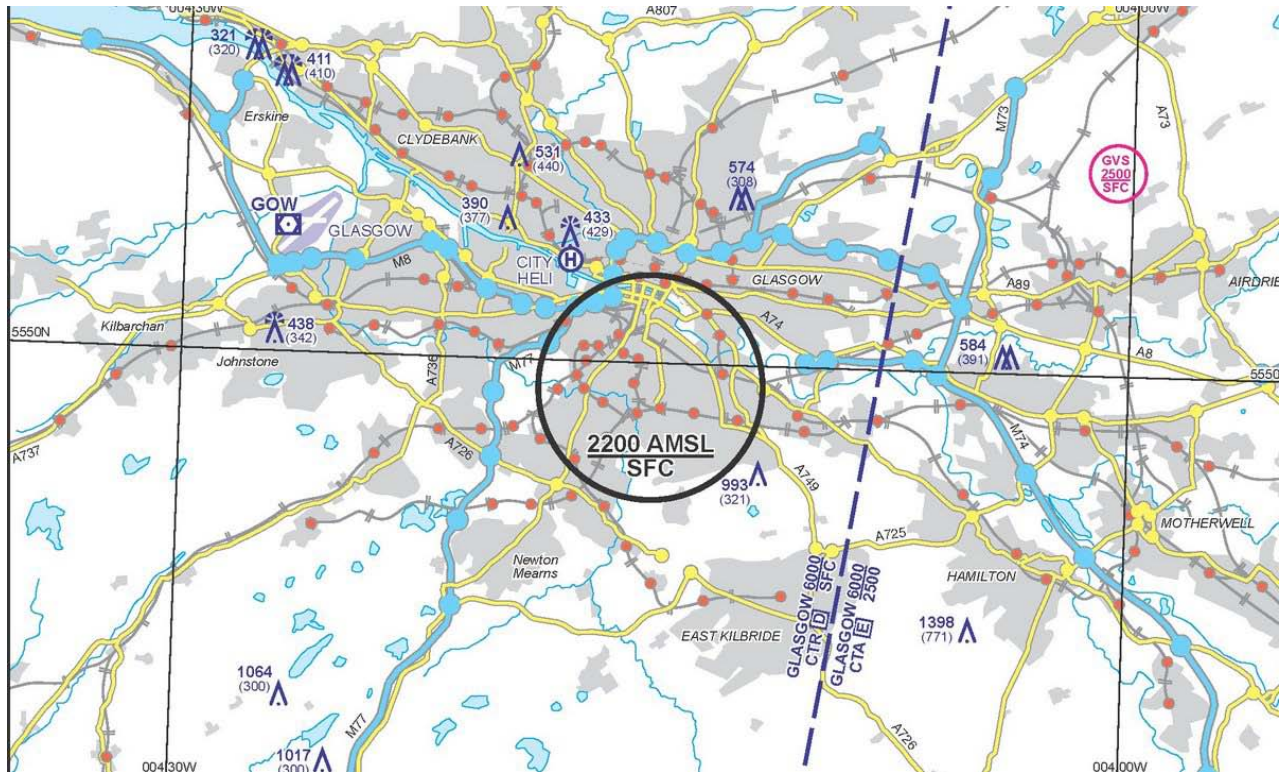 004 30W
A807
004 00W
321
(320)
411
(410)
Erskine
CLYDEBANK
531
(440)
574
(308)
M73
A73
GVS
2500
SFC
GOW
GLASGOW
390
(377)
433
(429)
CITY
HELI
H
M8
GLASGOW
A89
AIRDRIE
5550N
Kilbarchan
438
(342)
Johnstone
A736
M77
A74
584
(391)
A8
5550
A737
A726
2200 AMSL
SFC
993
(321)
A749
M74
A725
MOTHERWELL
Newton
Mearns
HAMILTON
EAST KILBRIDE
GLASGOW 6000
CTR D SFC
GLASGOW 6000
CTA E 2500
1398
(771)
1064
(300)
M77
1017
(300)
A726
004 30W
004 00W